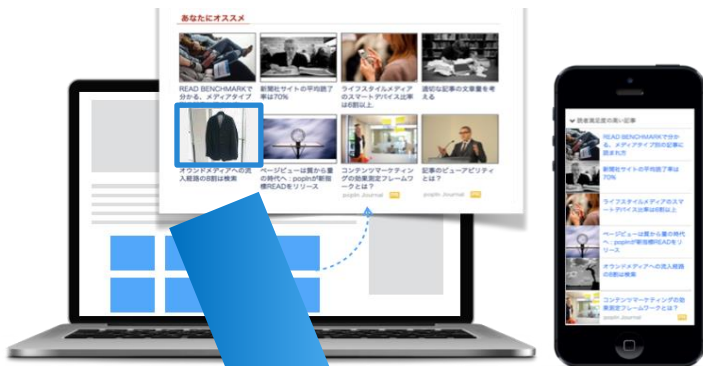 あなたにオススメ
READ BENCHMARKで
分かる、メディアタイプ
新聞社サイトの平均読了
率は70%
ライフスタイルメディア
のスマートデバイス比率
は6割以上
適切な記事の文章量を考
える
オウンドメディアへの流
入経路の8割は検索
ページビューは質から量
の時代へ：popInが新指
標READをリリース
コンテンツマーケティン
グの効果測定フレームワ
ークとは？
popIn Journal PR
記事のビューアビリティ
とは？
popIn Journal PR
読者満足度の高い記事
READ BENCHMARKで分か
る、メディアタイプ別の記事に
読まれ方
新聞社サイトの平均読了率は
70%
ライフスタイルメディアのスマ
ートデバイス比率は6割以上
ページビューは質から量の時代
へ：popInが新指標READをリ
リース
オウンドメディアへの流入経路
の8割は検索
コンテンツマーケティングの効
果測定フレームワークとは？
popIn Journal PR